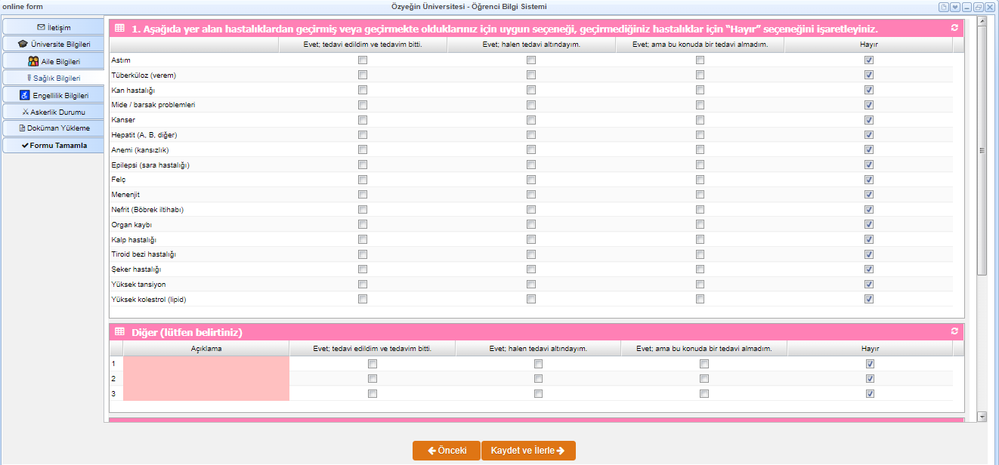 online form
Özyeğin Üniversitesi - Öğrenci Bilgi Sistemi
İletişim
Üniversite Bilgileri
Aile Bilgileri
Sağlık Bilgileri
Engellilik Bilgileri
Askerlik Durumu
Doküman Yükleme
Formu Tamamla
1. Aşağıda yer alan hastalıklardan geçirmiş veya geçirmekte olduklarınız için uygun seçeneği, geçirmediğiniz hastalıklar için “Hayır” seçeneğini işaretleyiniz.
Evet; tedavi edildim ve tedavim bitti. Evet; halen tedavi altındayım. Evet; ama bu konuda bir tedavi almadım. Hayır
Astım
Tüberküloz (verem)
Kan hastalığı
Mide / barsak problemleri
Kanser
Hepatit (A, B, diğer)
Anemi (kansızlık)
Epilepsi (sara hastalığı)
Felç
Menenjit
Nefrit (Böbrek iltihabı)
Organ kaybı
Kalp hastalığı
Tiroid bezi hastalığı
Şeker hastalığı
Yüksek tansiyon
Yüksek kolestrol (lipid)
Diğer (lütfen belirtiniz)
Açıklama Evet; tedavi edildim ve tedavim bitti. Evet; halen tedavi altındayım. Evet; ama bu konuda bir tedavi almadım. Hayır
1
2
3
Önceki Kaydet ve İlerle